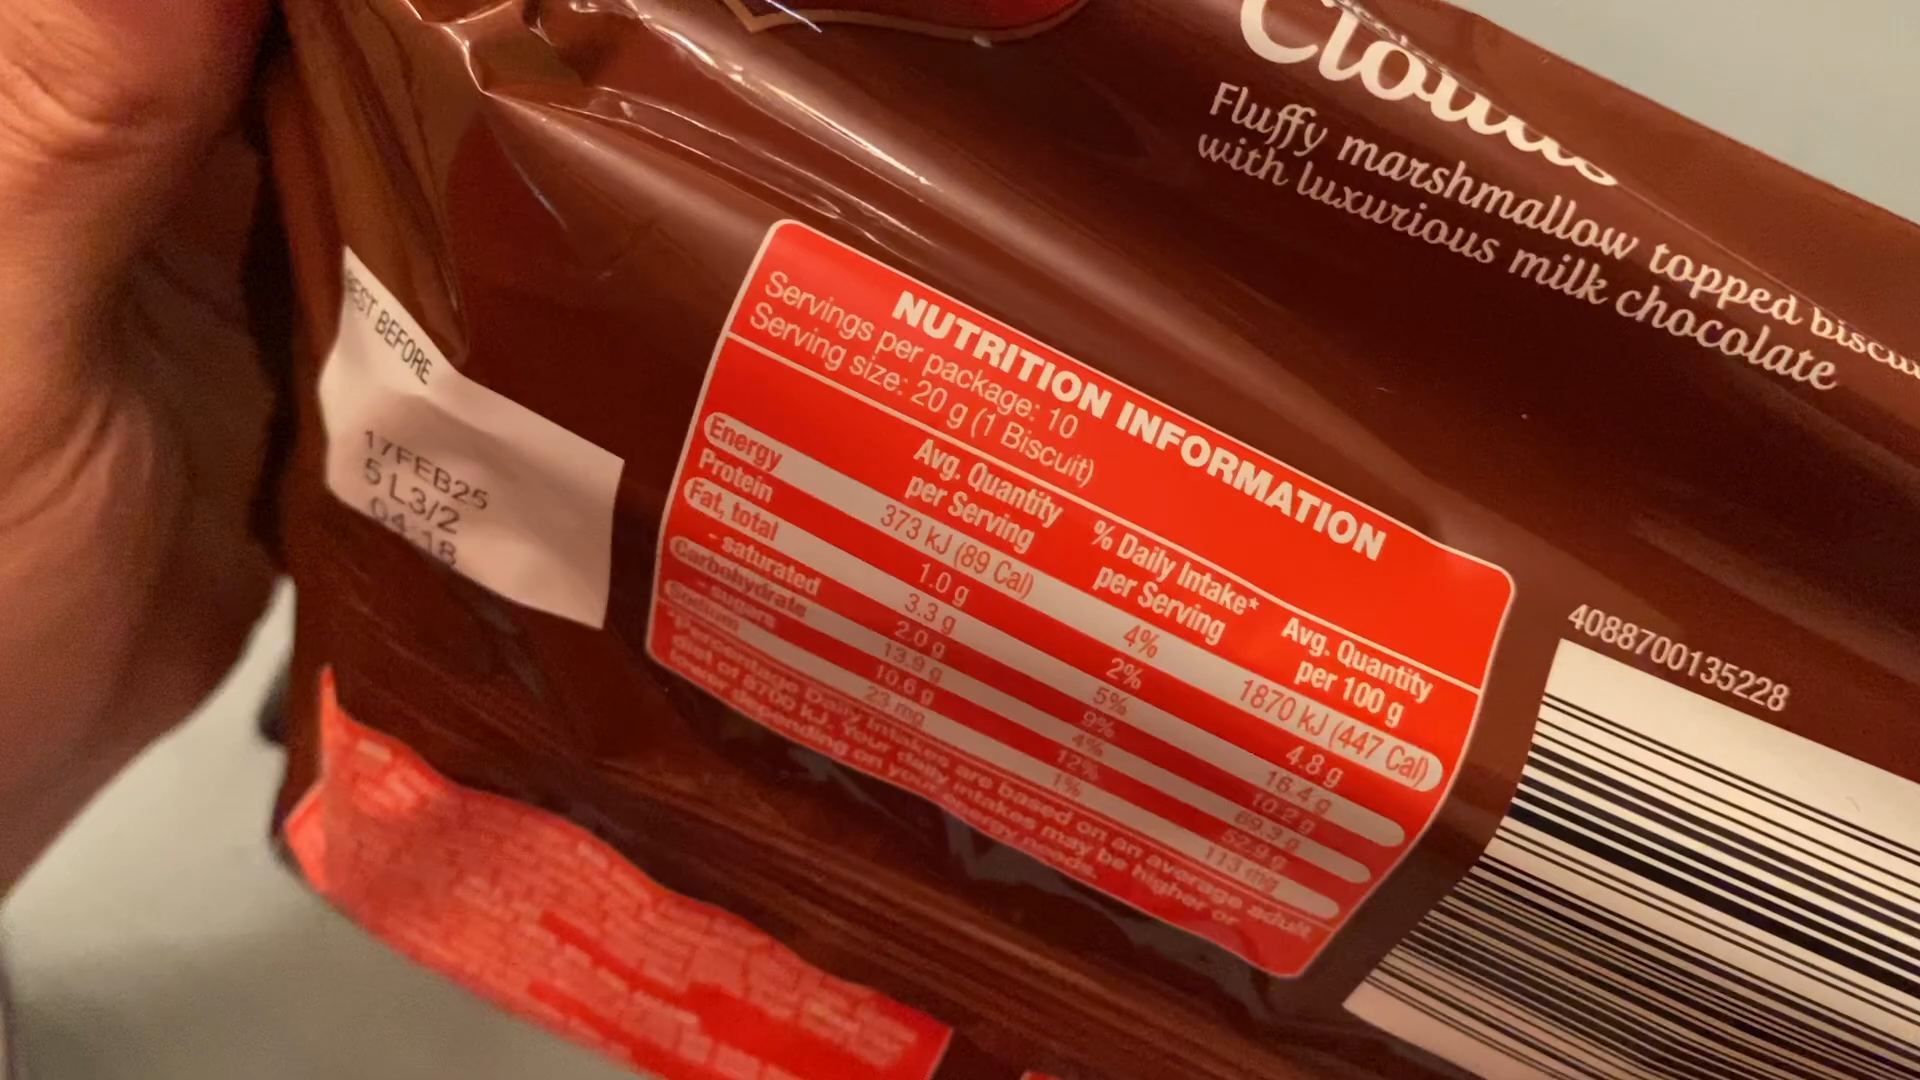 Clouds
Fluffy marshmallow topped
with luxurious milk chocolate
BEST BEFORE
17FEB25
5 L3/2
04:18
NUTRITION INFORMATION
Servings per package: 10
Serving size: 20 g (1 Biscuit)
Avg. Quantity per Serving % Daily Intake* per Serving Avg. Quantity per 100 g
Energy 373 kJ (89 Cal) 4% 1870 kJ (447 Cal)
Protein 1.0 g 2% 4.8 g
Fat, total 3.3 g 5% 16.4 g
- saturated 2.0 g 9% 10.2 g
Carbohydrate 13.9 g 4% 69.3 g
- sugars 10.6 g 12% 52.9 g
Sodium 23 mg 1% 113 mg
Percentage Daily Intakes are based on an average adult
diet of 8700 kJ. Your daily intakes may be higher or
lower depending on your energy needs.
4088700135228